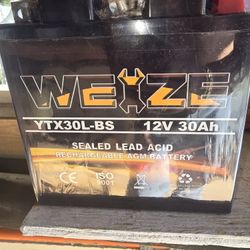 WEIZE
YTX30L-BS 12V 30Ah
SEALED LEAD ACID
RECHARGEABLE AGM BATTERY
CE ISO
9001